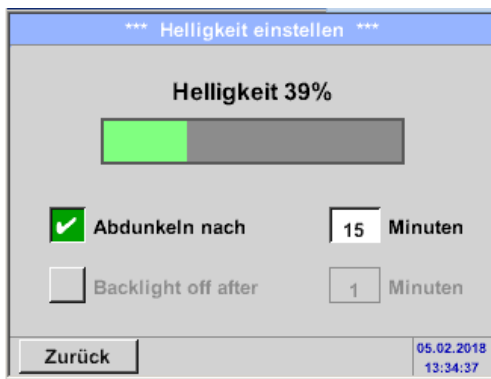 *** Helligkeit einstellen ***
Helligkeit 39%
Abdunkeln nach 15 Minuten
Backlight off after 1 Minuten
Zurück
05.02.2018
13:34:37